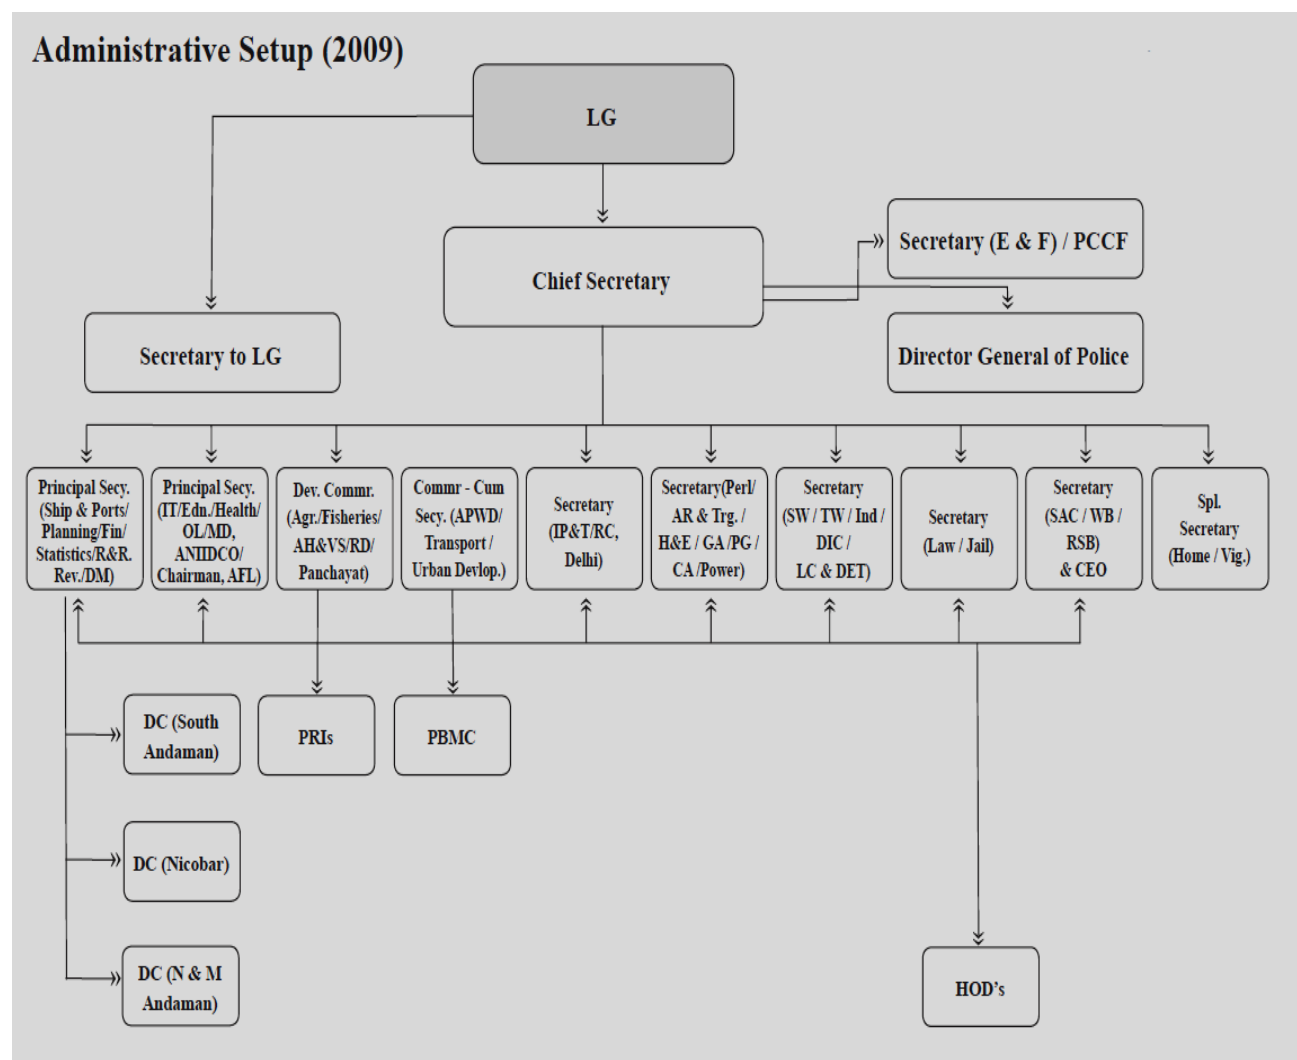 Administrative Setup (2009)
LG
Secretary (E & F) / PCCF
Chief Secretary
Secretary to LG
Director General of Police
Principal Secy.
(Ship & Ports/
Planning/Fin/
Statistics/R&R.
Rev./DM)
Principal Secy.
(IT/Edn./Health/
OL/MD,
ANIIDCO/
Chairman, AFL)
Dev. Commr.
(Agr./Fisheries/
AH&VS/RD/
Panchayat)
Commr - Cum
Secy. (APWD/
Transport /
Urban Devlop.)
Secretary
(IP&T/RC,
Delhi)
Secretary(Perl/
AR & Trg. /
H&E / GA /PG /
CA /Power)
Secretary
(SW / TW / Ind /
DIC /
LC & DET)
Secretary
(Law / Jail)
Secretary
(SAC / WB /
RSB)
& CEO
Spl.
Secretary
(Home / Vig.)
DC (South
Andaman)
PRIs
PBMC
DC (Nicobar)
DC (N & M
Andaman)
HOD's